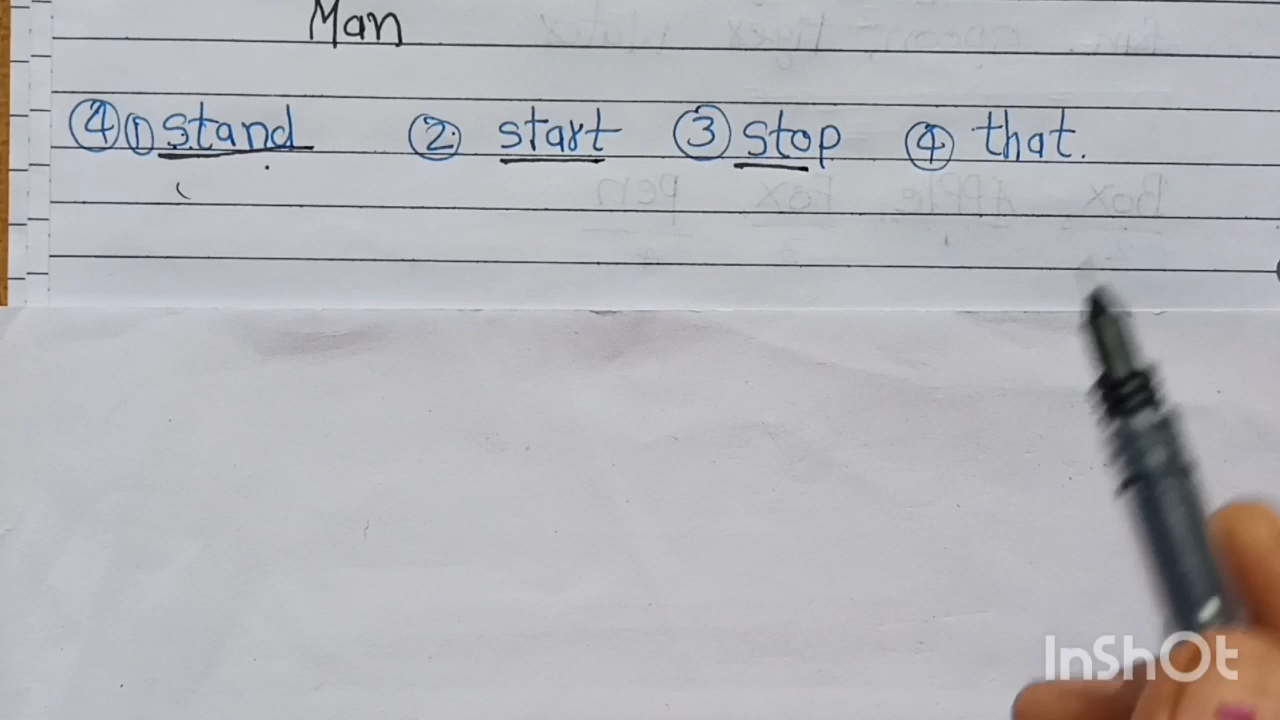 Man
④ ① stand ② start ③ stop ④ that.
InShOt